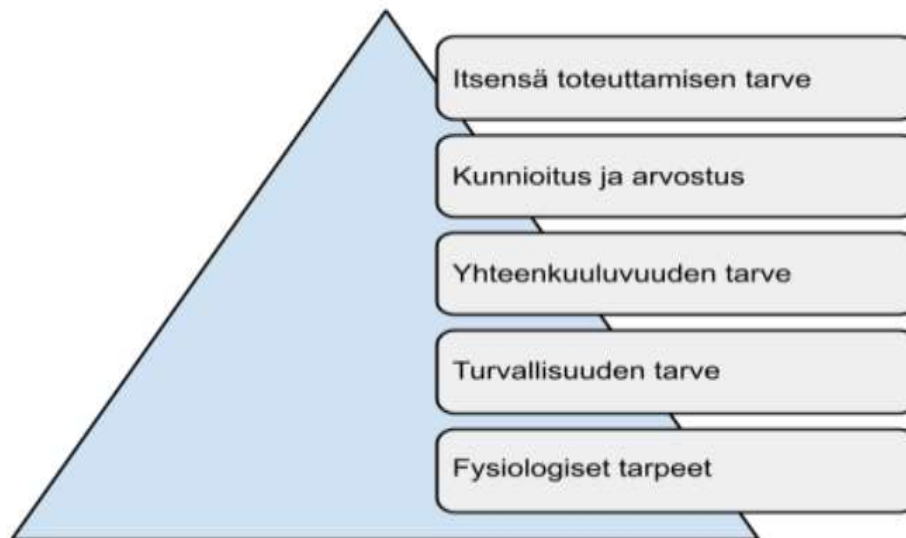 Itsensä toteuttamisen tarve
Kunnioitus ja arvostus
Yhteenkuuluvuuden tarve
Turvallisuuden tarve
Fysiologiset tarpeet